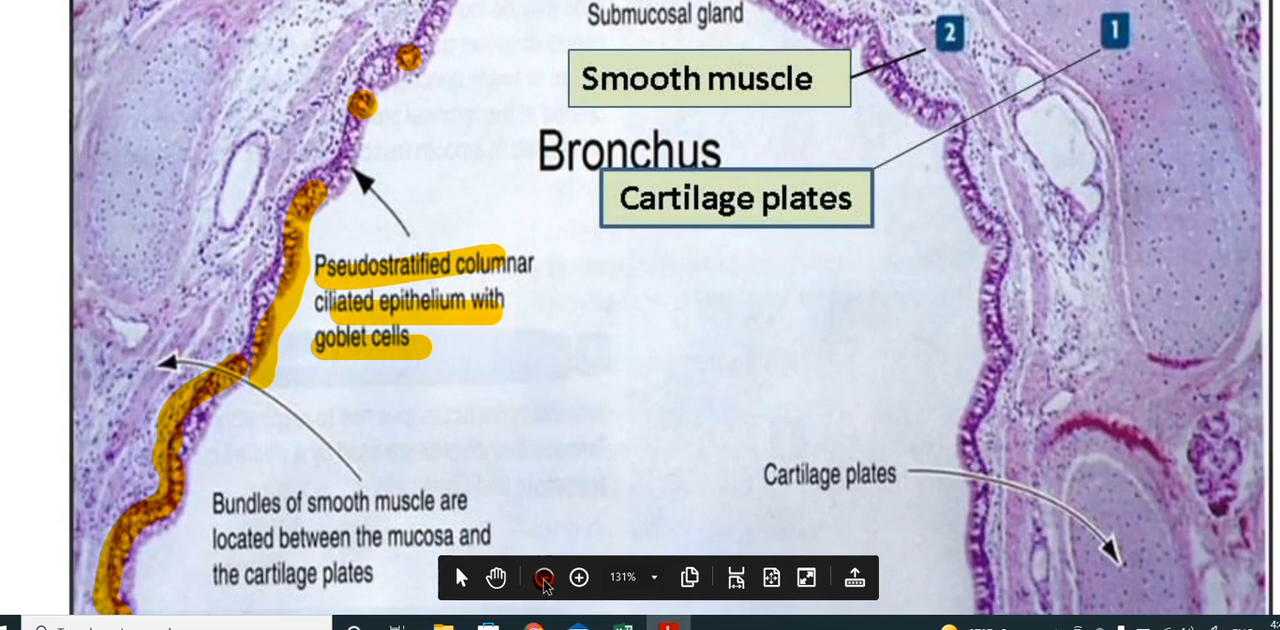 Submucosal gland
2
1
Smooth muscle
Bronchus
Cartilage plates
Pseudostratified columnar
ciliated epithelium with
goblet cells
Cartilage plates
Bundles of smooth muscle are
located between the mucosa and
the cartilage plates
131%